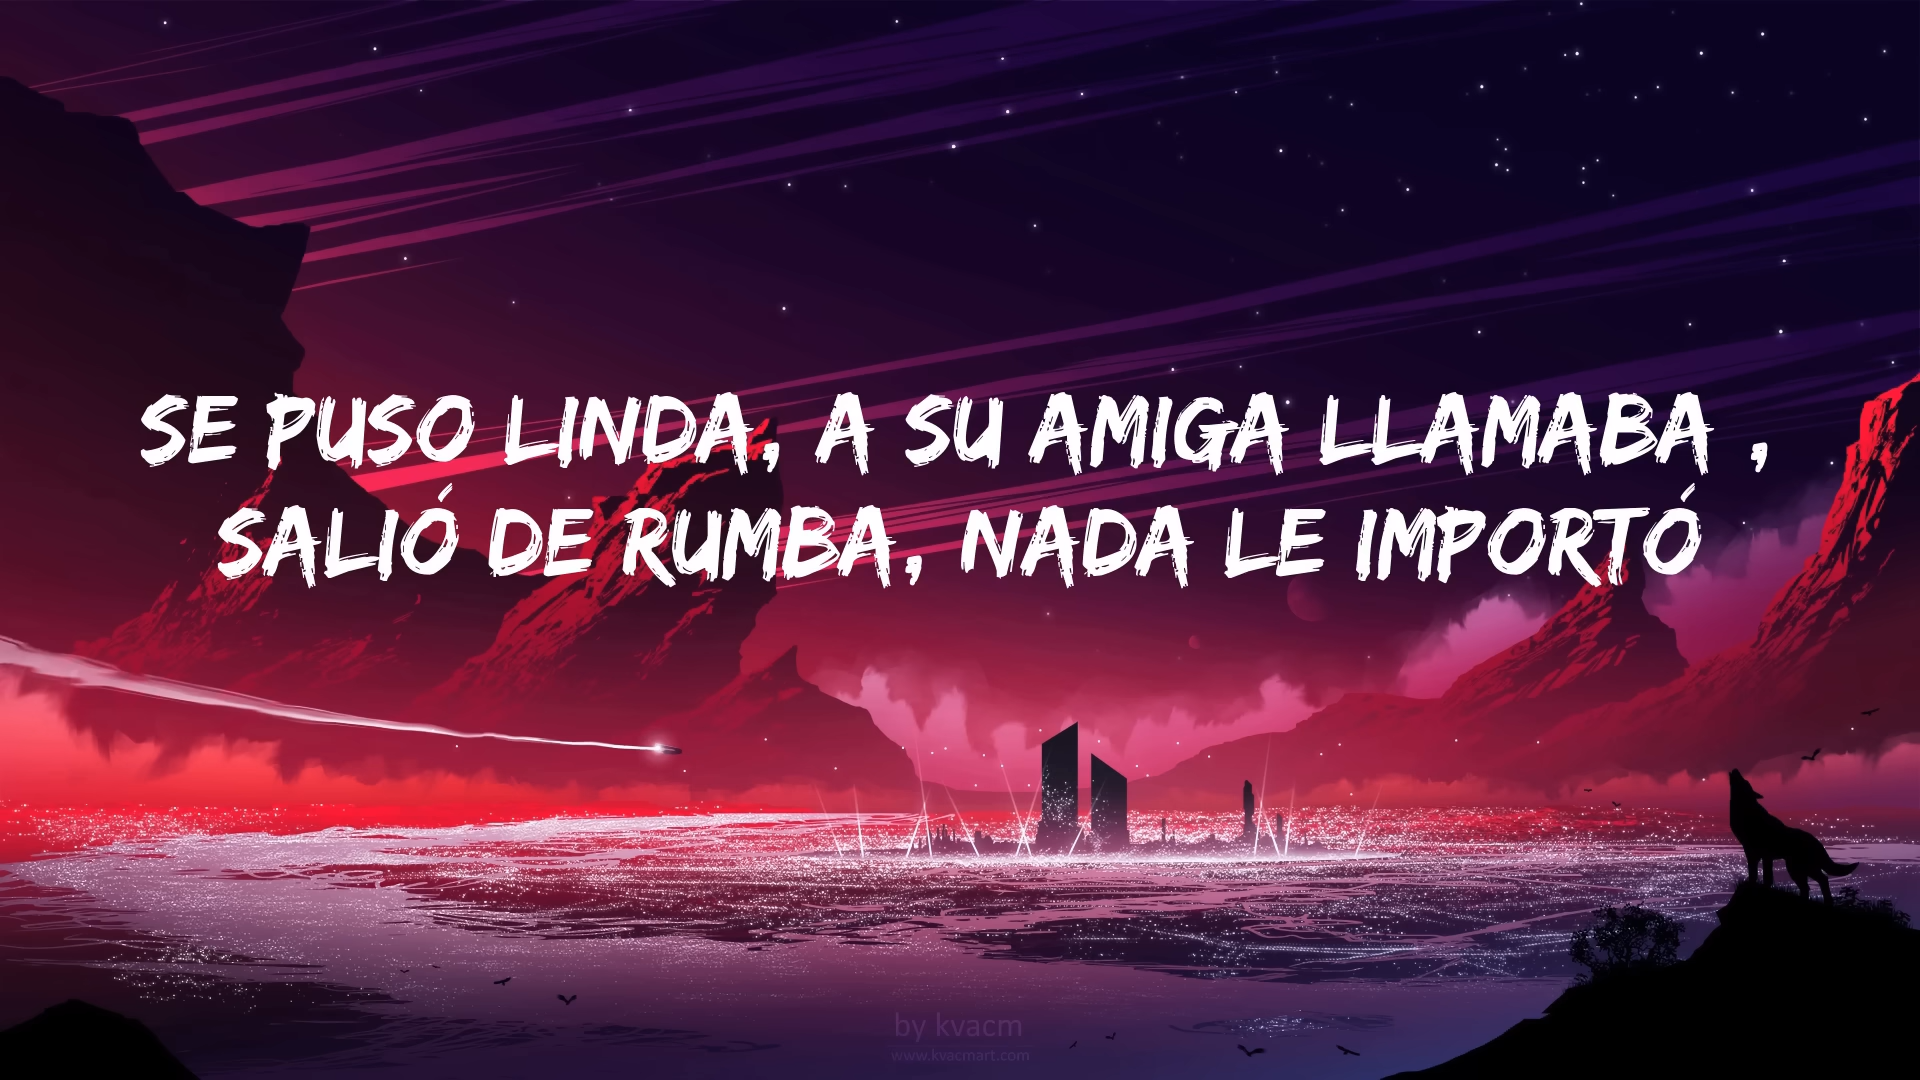 SE PUSO LINDA, A SU AMIGA LLAMABA ,
SALIÓ DE RUMBA, NADA LE IMPORTÓ
by kvacm
www.kvacmart.com